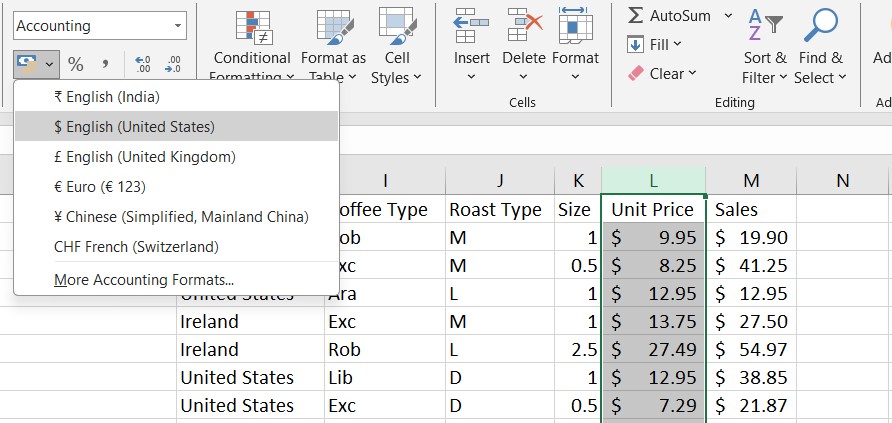 Accounting
% , ←0 .00 .00 →0
Conditional Formatting
Format as Table
Cell Styles
Insert Delete Format
Cells
Σ AutoSum
Fill
Clear
Sort & Filter
Find & Select
Editing
Ad
Ad
₹ English (India)
$ English (United States)
£ English (United Kingdom)
€ Euro (€ 123)
¥ Chinese (Simplified, Mainland China)
CHF French (Switzerland)
More Accounting Formats...
I J K L M N
offee Type Roast Type Size Unit Price Sales
ob M 1 $ 9.95 $ 19.90
xc M 0.5 $ 8.25 $ 41.25
United States Ara L 1 $ 12.95 $ 12.95
Ireland Exc M 1 $ 13.75 $ 27.50
Ireland Rob L 2.5 $ 27.49 $ 54.97
United States Lib D 1 $ 12.95 $ 38.85
United States Exc D 0.5 $ 7.29 $ 21.87